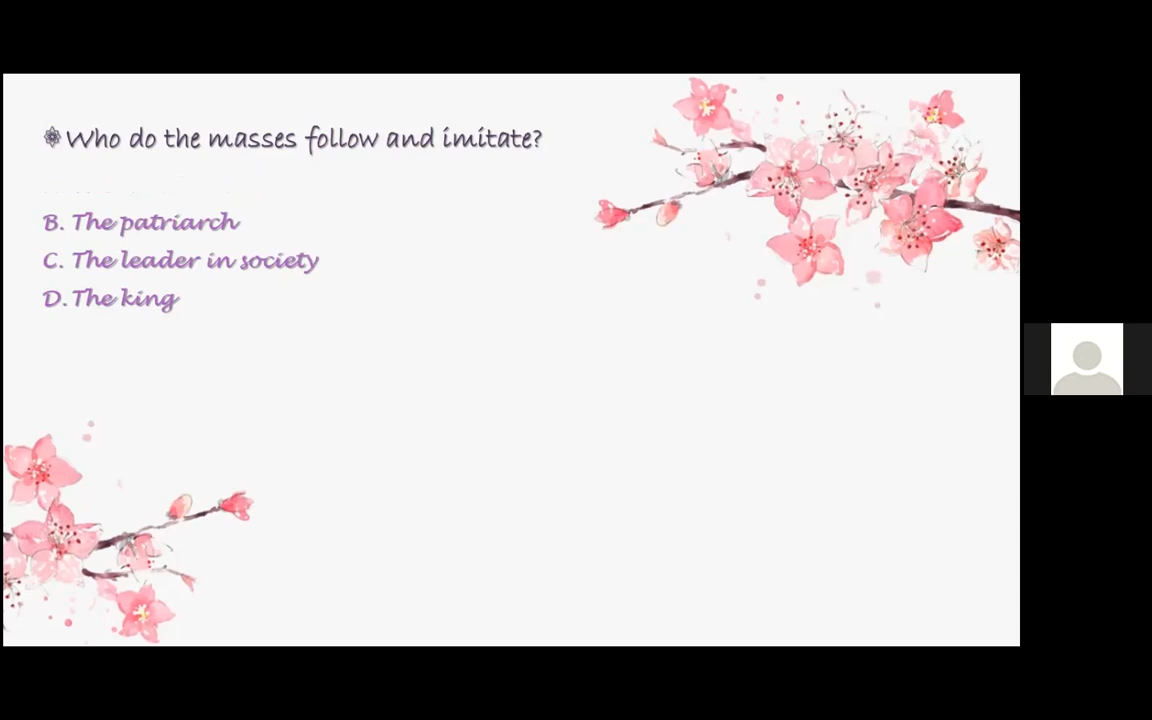 Who do the masses follow and imitate?
B. The patriarch
C. The leader in society
D. The king